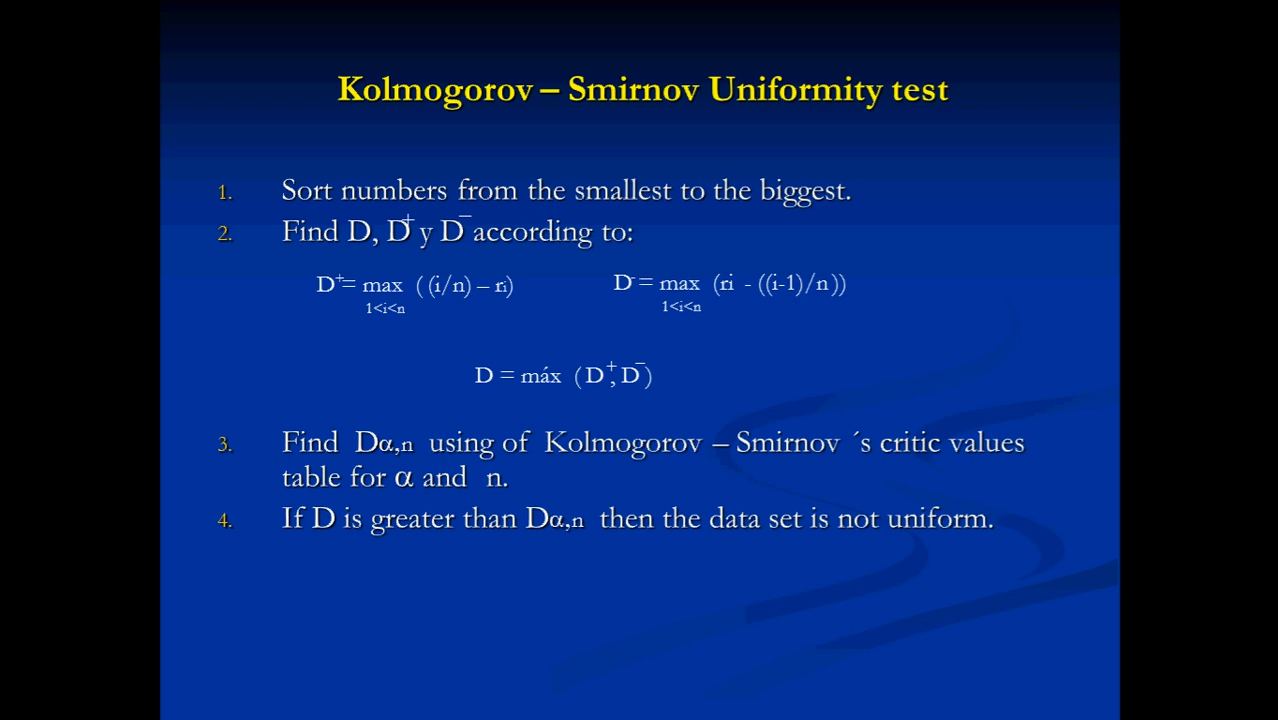 Kolmogorov – Smirnov Uniformity test
1. Sort numbers from the smallest to the biggest.
2. Find D, D⁺ y D⁻ according to:
D⁺= max ( (i/n) – ri) D⁻ = max (ri - ((i-1)/n))
1<i<n 1<i<n
D = máx ( D⁺, D⁻ )
3. Find Dα,n using of Kolmogorov – Smirnov ´s critic values
table for α and n.
4. If D is greater than Dα,n then the data set is not uniform.